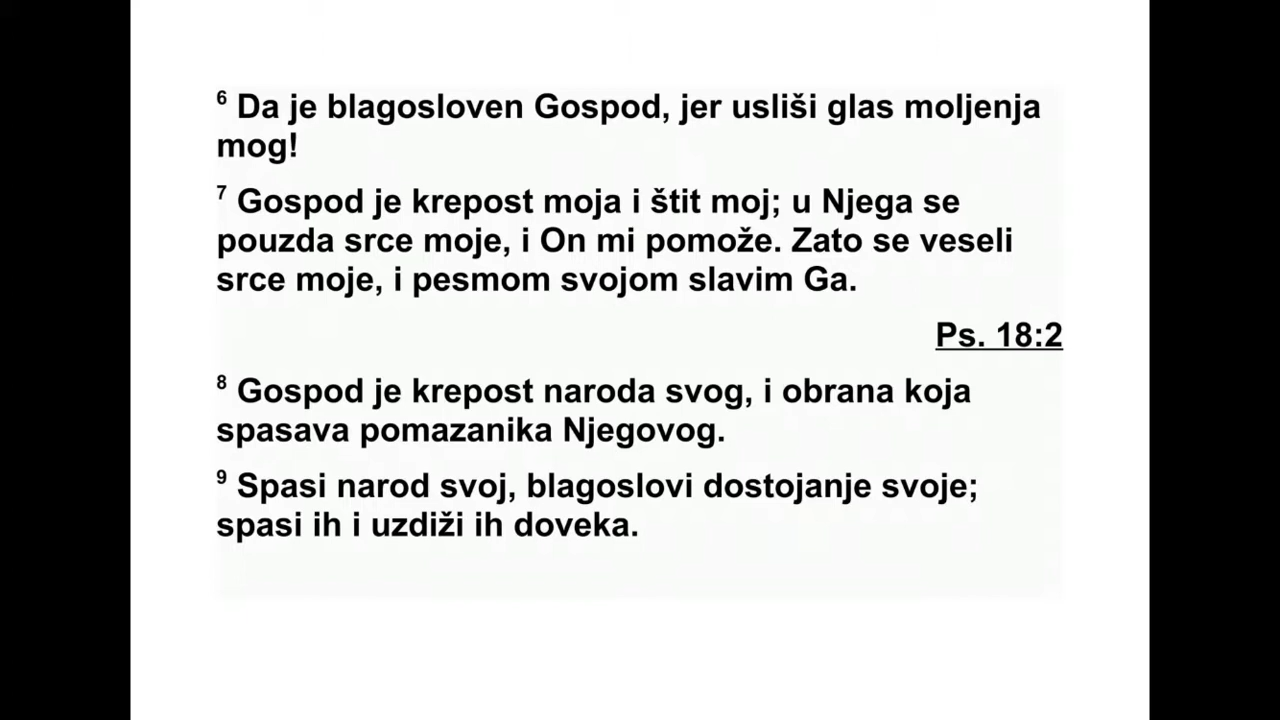 6 Da je blagosloven Gospod, jer usliši glas moljenja
mog!
7 Gospod je krepost moja i štit moj; u Njega se
pouzda srce moje, i On mi pomože. Zato se veseli
srce moje, i pesmom svojom slavim Ga.
Ps. 18:2
8 Gospod je krepost naroda svog, i obrana koja
spasava pomazanika Njegovog.
9 Spasi narod svoj, blagoslovi dostojanje svoje;
spasi ih i uzdiži ih doveka.